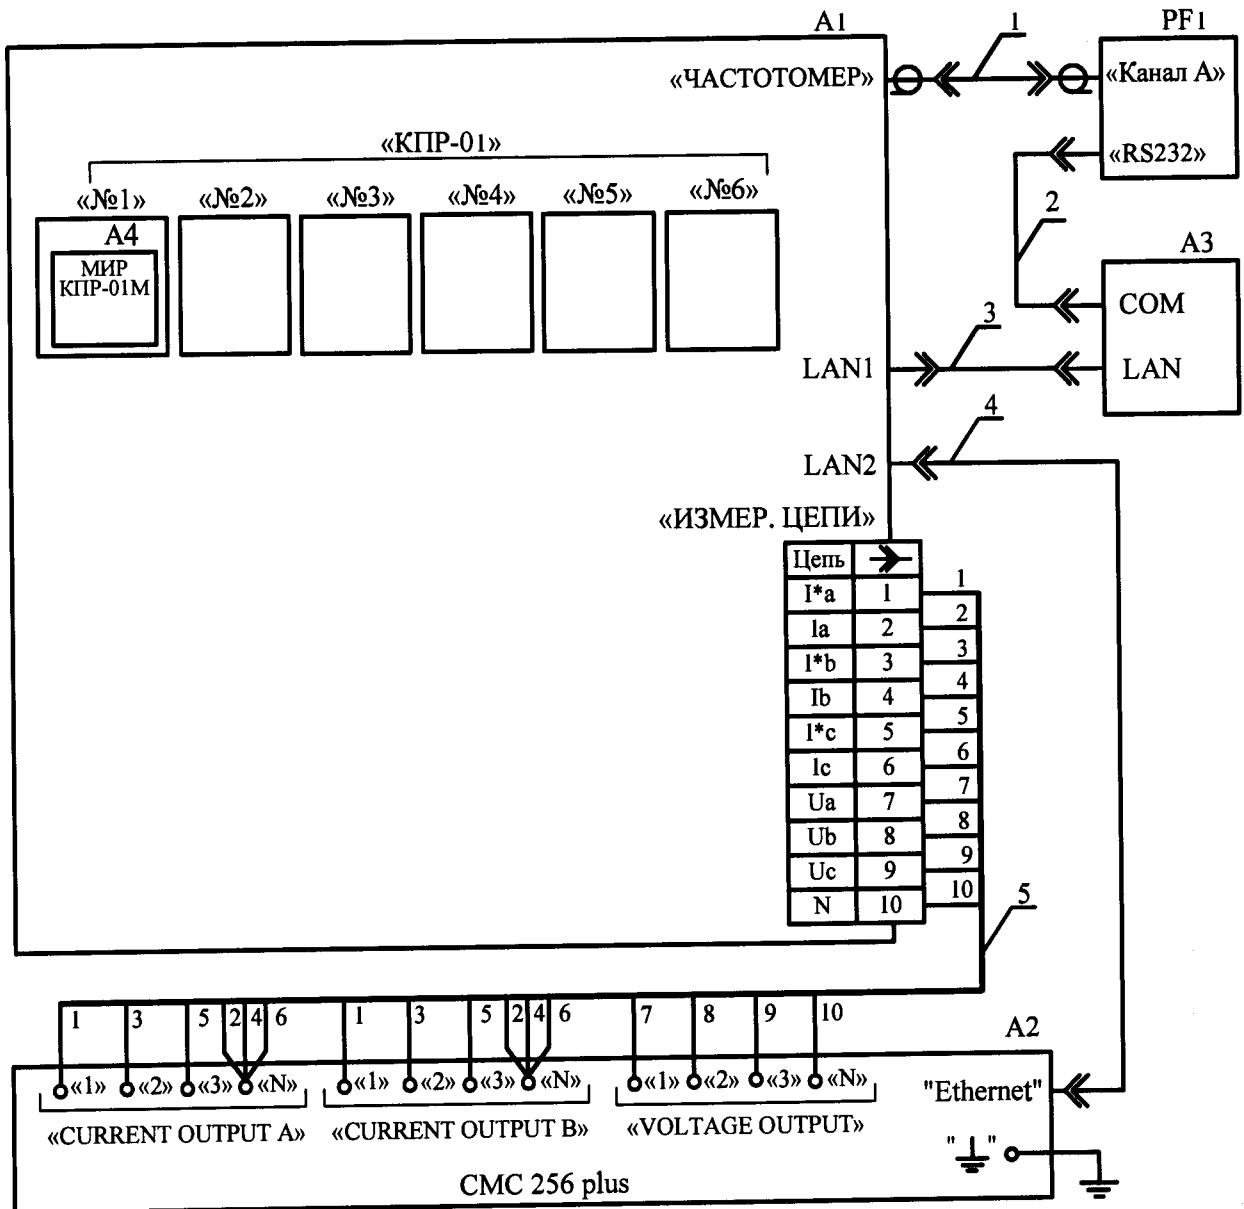 А1
1
PF1
«ЧАСТОТОМЕР»
«Канал А»
«КПР-01»
«RS232»
«№1» «№2» «№3» «№4» «№5» «№6»
2
А4
А3
МИР
КПР-01М
COM
3
LAN1
LAN
4
LAN2
«ИЗМЕР. ЦЕПИ»
Цепь
I*a 1 1
Ia 2 2
I*b 3 3
Ib 4 4
I*c 5 5
Ic 6 6
Ua 7 7
Ub 8 8
Uc 9 9
N 10 10
5
1 3 5 2 4 6 1 3 5 2 4 6 7 8 9 10
А2
«1» «2» «3» «N» «1» «2» «3» «N» «1» «2» «3» «N»
"Ethernet"
«CURRENT OUTPUT A» «CURRENT OUTPUT B» «VOLTAGE OUTPUT»
" "
CMC 256 plus